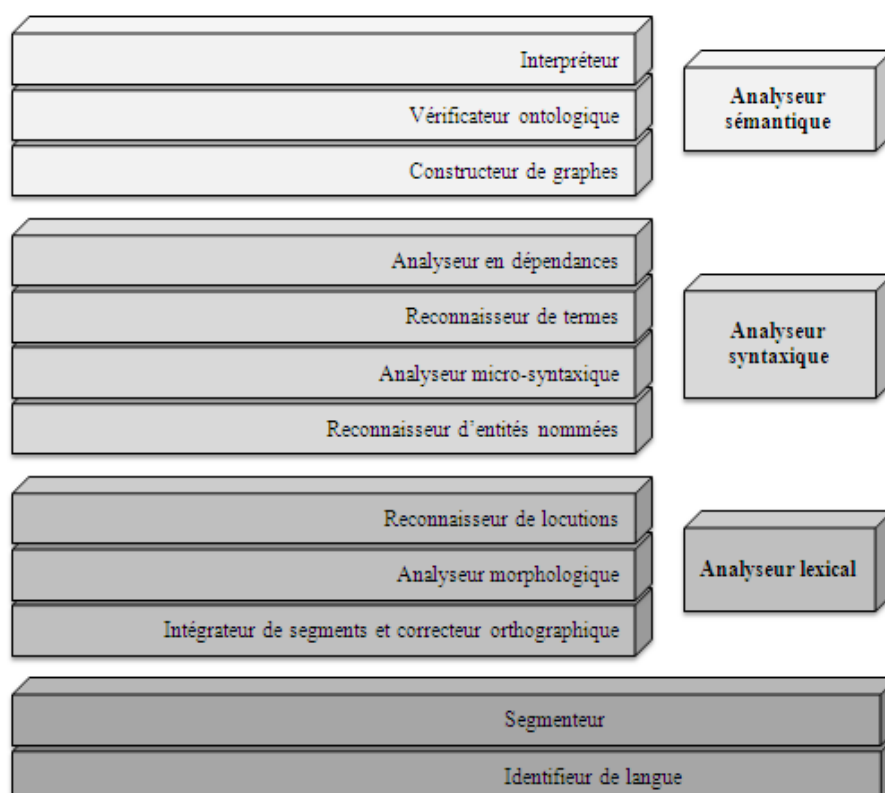 Interpréteur
Vérificateur ontologique
Constructeur de graphes
Analyseur
sémantique
Analyseur en dépendances
Reconnaisseur de termes
Analyseur micro-syntaxique
Reconnaisseur d’entités nommées
Analyseur
syntaxique
Reconnaisseur de locutions
Analyseur morphologique
Intégrateur de segments et correcteur orthographique
Analyseur lexical
Segmenteur
Identifieur de langue